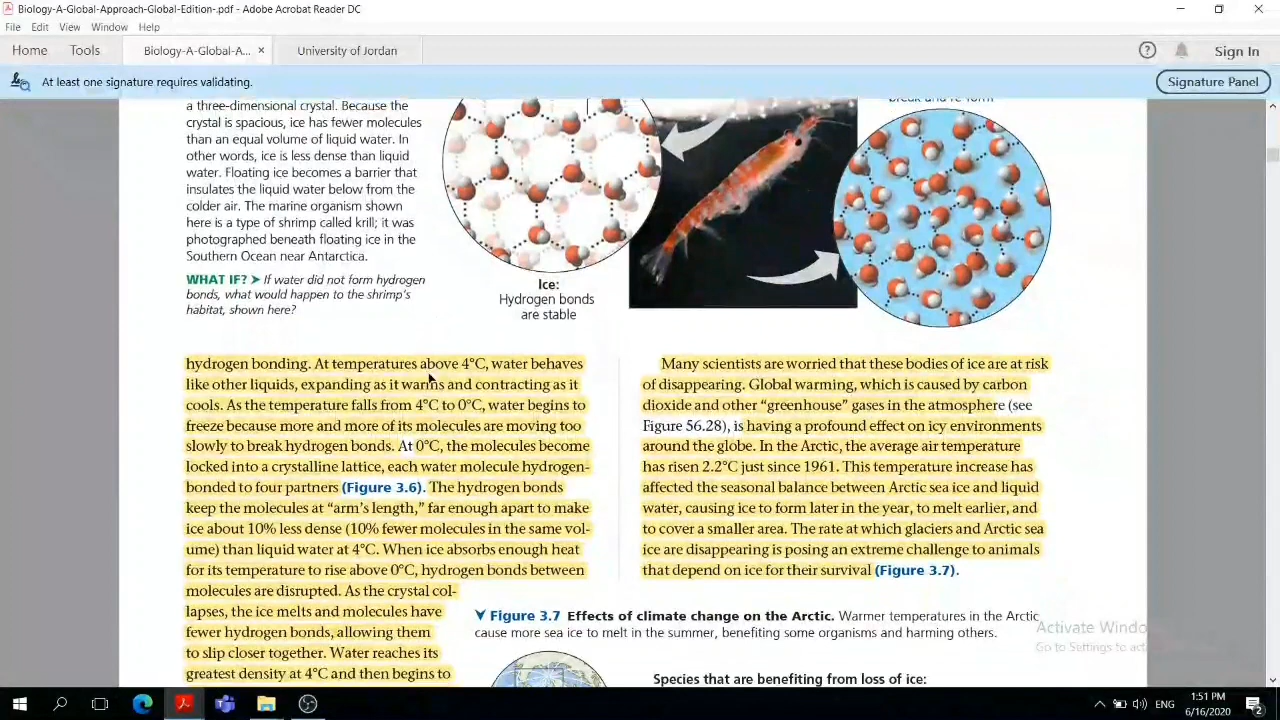 Biology-A-Global-Approach-Global-Edition-.pdf - Adobe Acrobat Reader DC
File Edit View Window Help
Home Tools Biology-A-Global-A... × University of Jordan Sign In
At least one signature requires validating. Signature Panel
a three-dimensional crystal. Because the
crystal is spacious, ice has fewer molecules
than an equal volume of liquid water. In
other words, ice is less dense than liquid
water. Floating ice becomes a barrier that
insulates the liquid water below from the
colder air. The marine organism shown
here is a type of shrimp called krill; it was
photographed beneath floating ice in the
Southern Ocean near Antarctica.
WHAT IF? ➤ If water did not form hydrogen
bonds, what would happen to the shrimp's
habitat, shown here?
break and re-form
Ice:
Hydrogen bonds
are stable
hydrogen bonding. At temperatures above 4°C, water behaves
like other liquids, expanding as it warms and contracting as it
cools. As the temperature falls from 4°C to 0°C, water begins to
freeze because more and more of its molecules are moving too
slowly to break hydrogen bonds. At 0°C, the molecules become
locked into a crystalline lattice, each water molecule hydrogen-
bonded to four partners (Figure 3.6). The hydrogen bonds
keep the molecules at “arm’s length,” far enough apart to make
ice about 10% less dense (10% fewer molecules in the same vol-
ume) than liquid water at 4°C. When ice absorbs enough heat
for its temperature to rise above 0°C, hydrogen bonds between
molecules are disrupted. As the crystal col-
lapses, the ice melts and molecules have
fewer hydrogen bonds, allowing them
to slip closer together. Water reaches its
greatest density at 4°C and then begins to
Many scientists are worried that these bodies of ice are at risk
of disappearing. Global warming, which is caused by carbon
dioxide and other “greenhouse” gases in the atmosphere (see
Figure 56.28), is having a profound effect on icy environments
around the globe. In the Arctic, the average air temperature
has risen 2.2°C just since 1961. This temperature increase has
affected the seasonal balance between Arctic sea ice and liquid
water, causing ice to form later in the year, to melt earlier, and
to cover a smaller area. The rate at which glaciers and Arctic sea
ice are disappearing is posing an extreme challenge to animals
that depend on ice for their survival (Figure 3.7).
▼ Figure 3.7 Effects of climate change on the Arctic. Warmer temperatures in the Arctic
cause more sea ice to melt in the summer, benefiting some organisms and harming others.
Species that are benefiting from loss of ice:
Activate Windo
Go to Settings to act
ENG
1:51 PM
6/16/2020
2